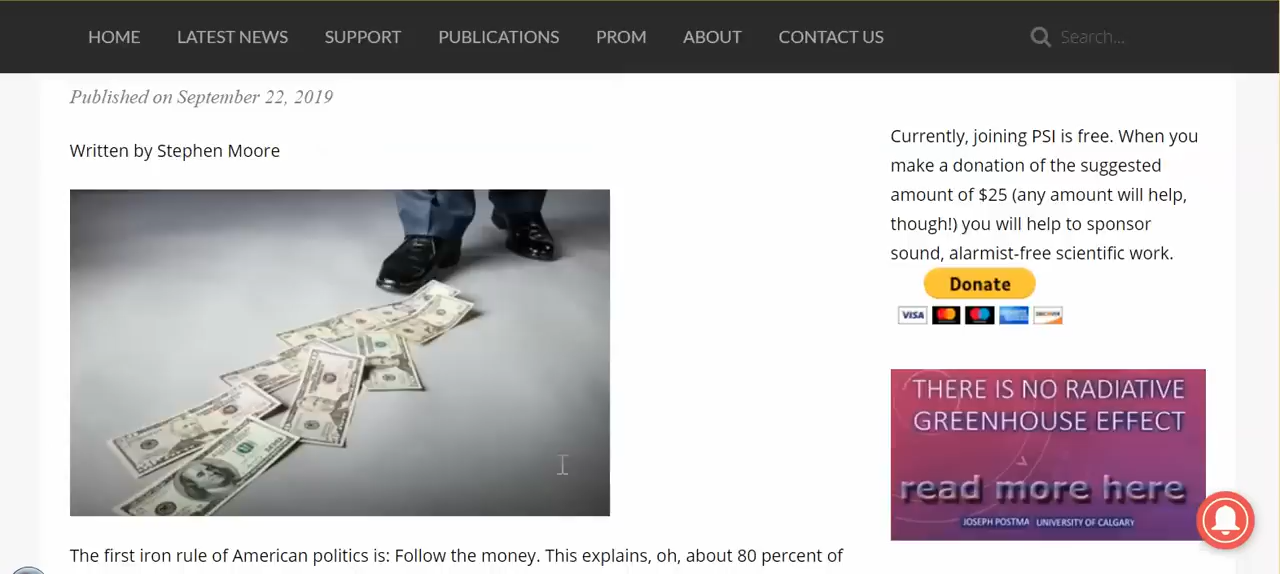 HOME LATEST NEWS SUPPORT PUBLICATIONS PROM ABOUT CONTACT US Search...
Published on September 22, 2019
Written by Stephen Moore
The first iron rule of American politics is: Follow the money. This explains, oh, about 80 percent of
Currently, joining PSI is free. When you
make a donation of the suggested
amount of $25 (any amount will help,
though!) you will help to sponsor
sound, alarmist-free scientific work.
Donate
VISA DISCOVER
THERE IS NO RADIATIVE
GREENHOUSE EFFECT
read more here
JOSEPH POSTMA UNIVERSITY OF CALGARY